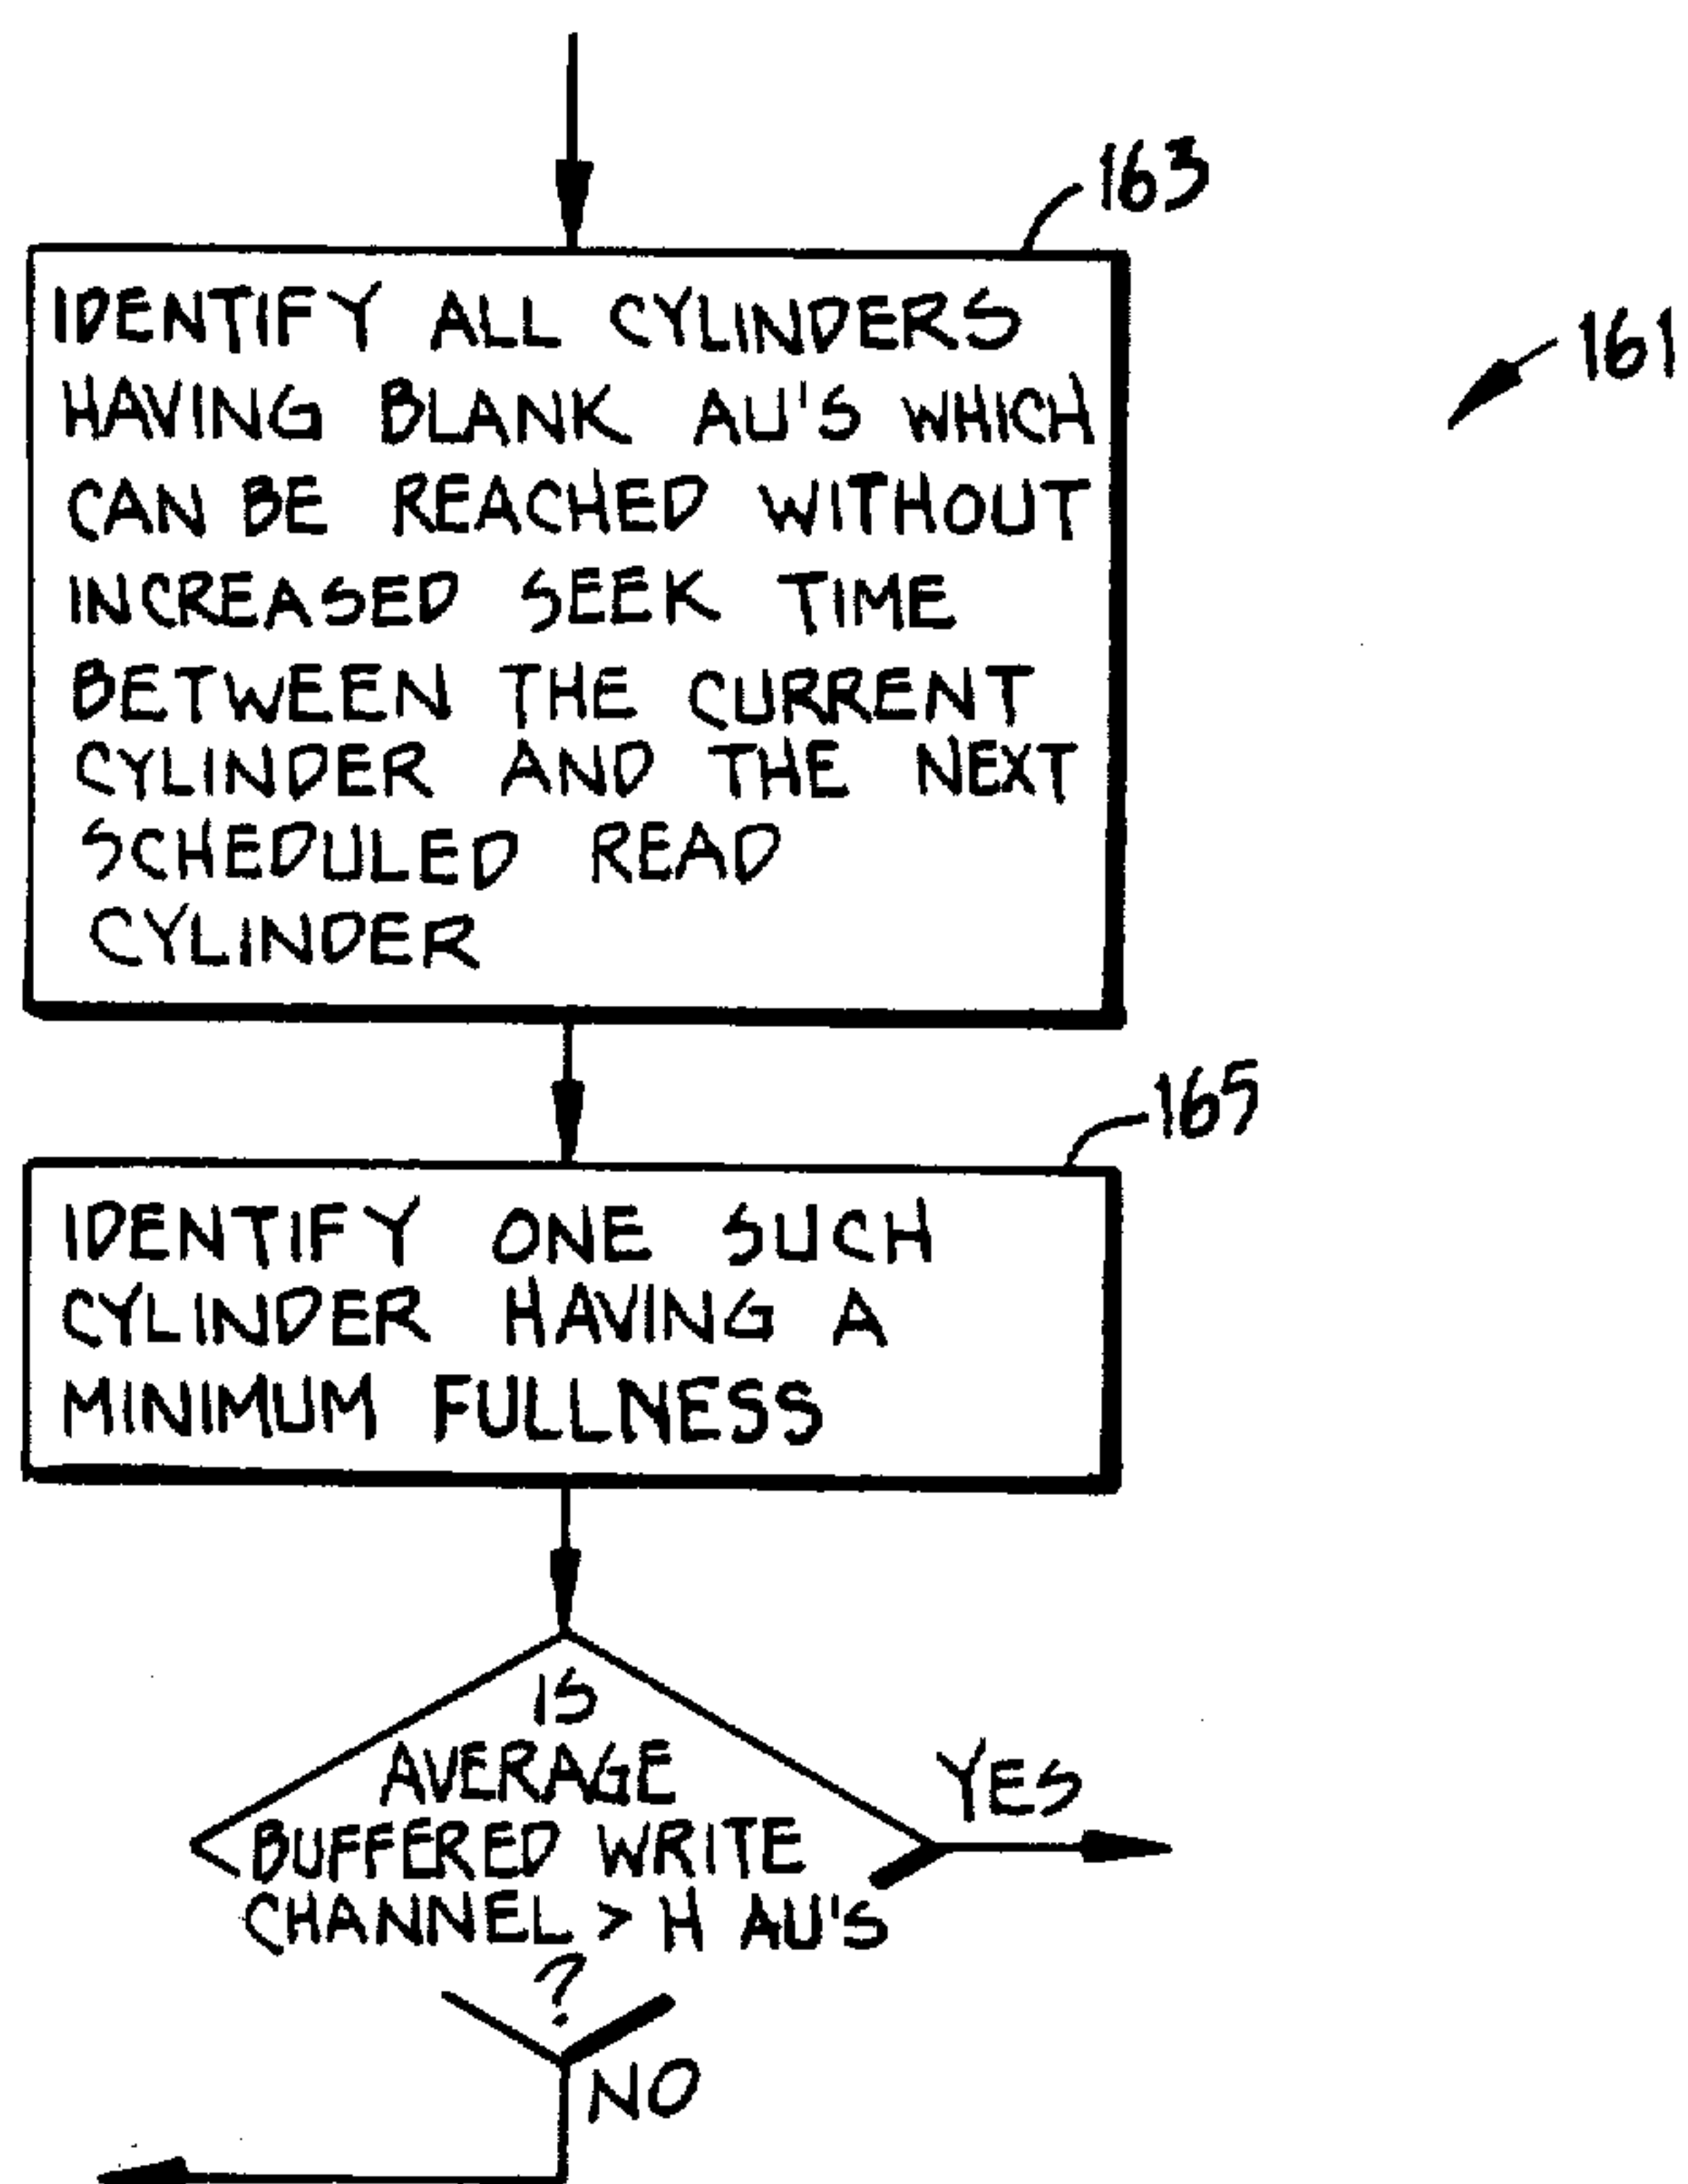 163
IDENTIFY ALL CYLINDERS
HAVING BLANK AU'S WHICH
CAN BE REACHED WITHOUT
INCREASED SEEK TIME
BETWEEN THE CURRENT
CYLINDER AND THE NEXT
SCHEDULED READ
CYLINDER
161
165
IDENTIFY ONE SUCH
CYLINDER HAVING A
MINIMUM FULLNESS
IS
AVERAGE
BUFFERED WRITE
CHANNEL > H AU'S
?
YES
NO